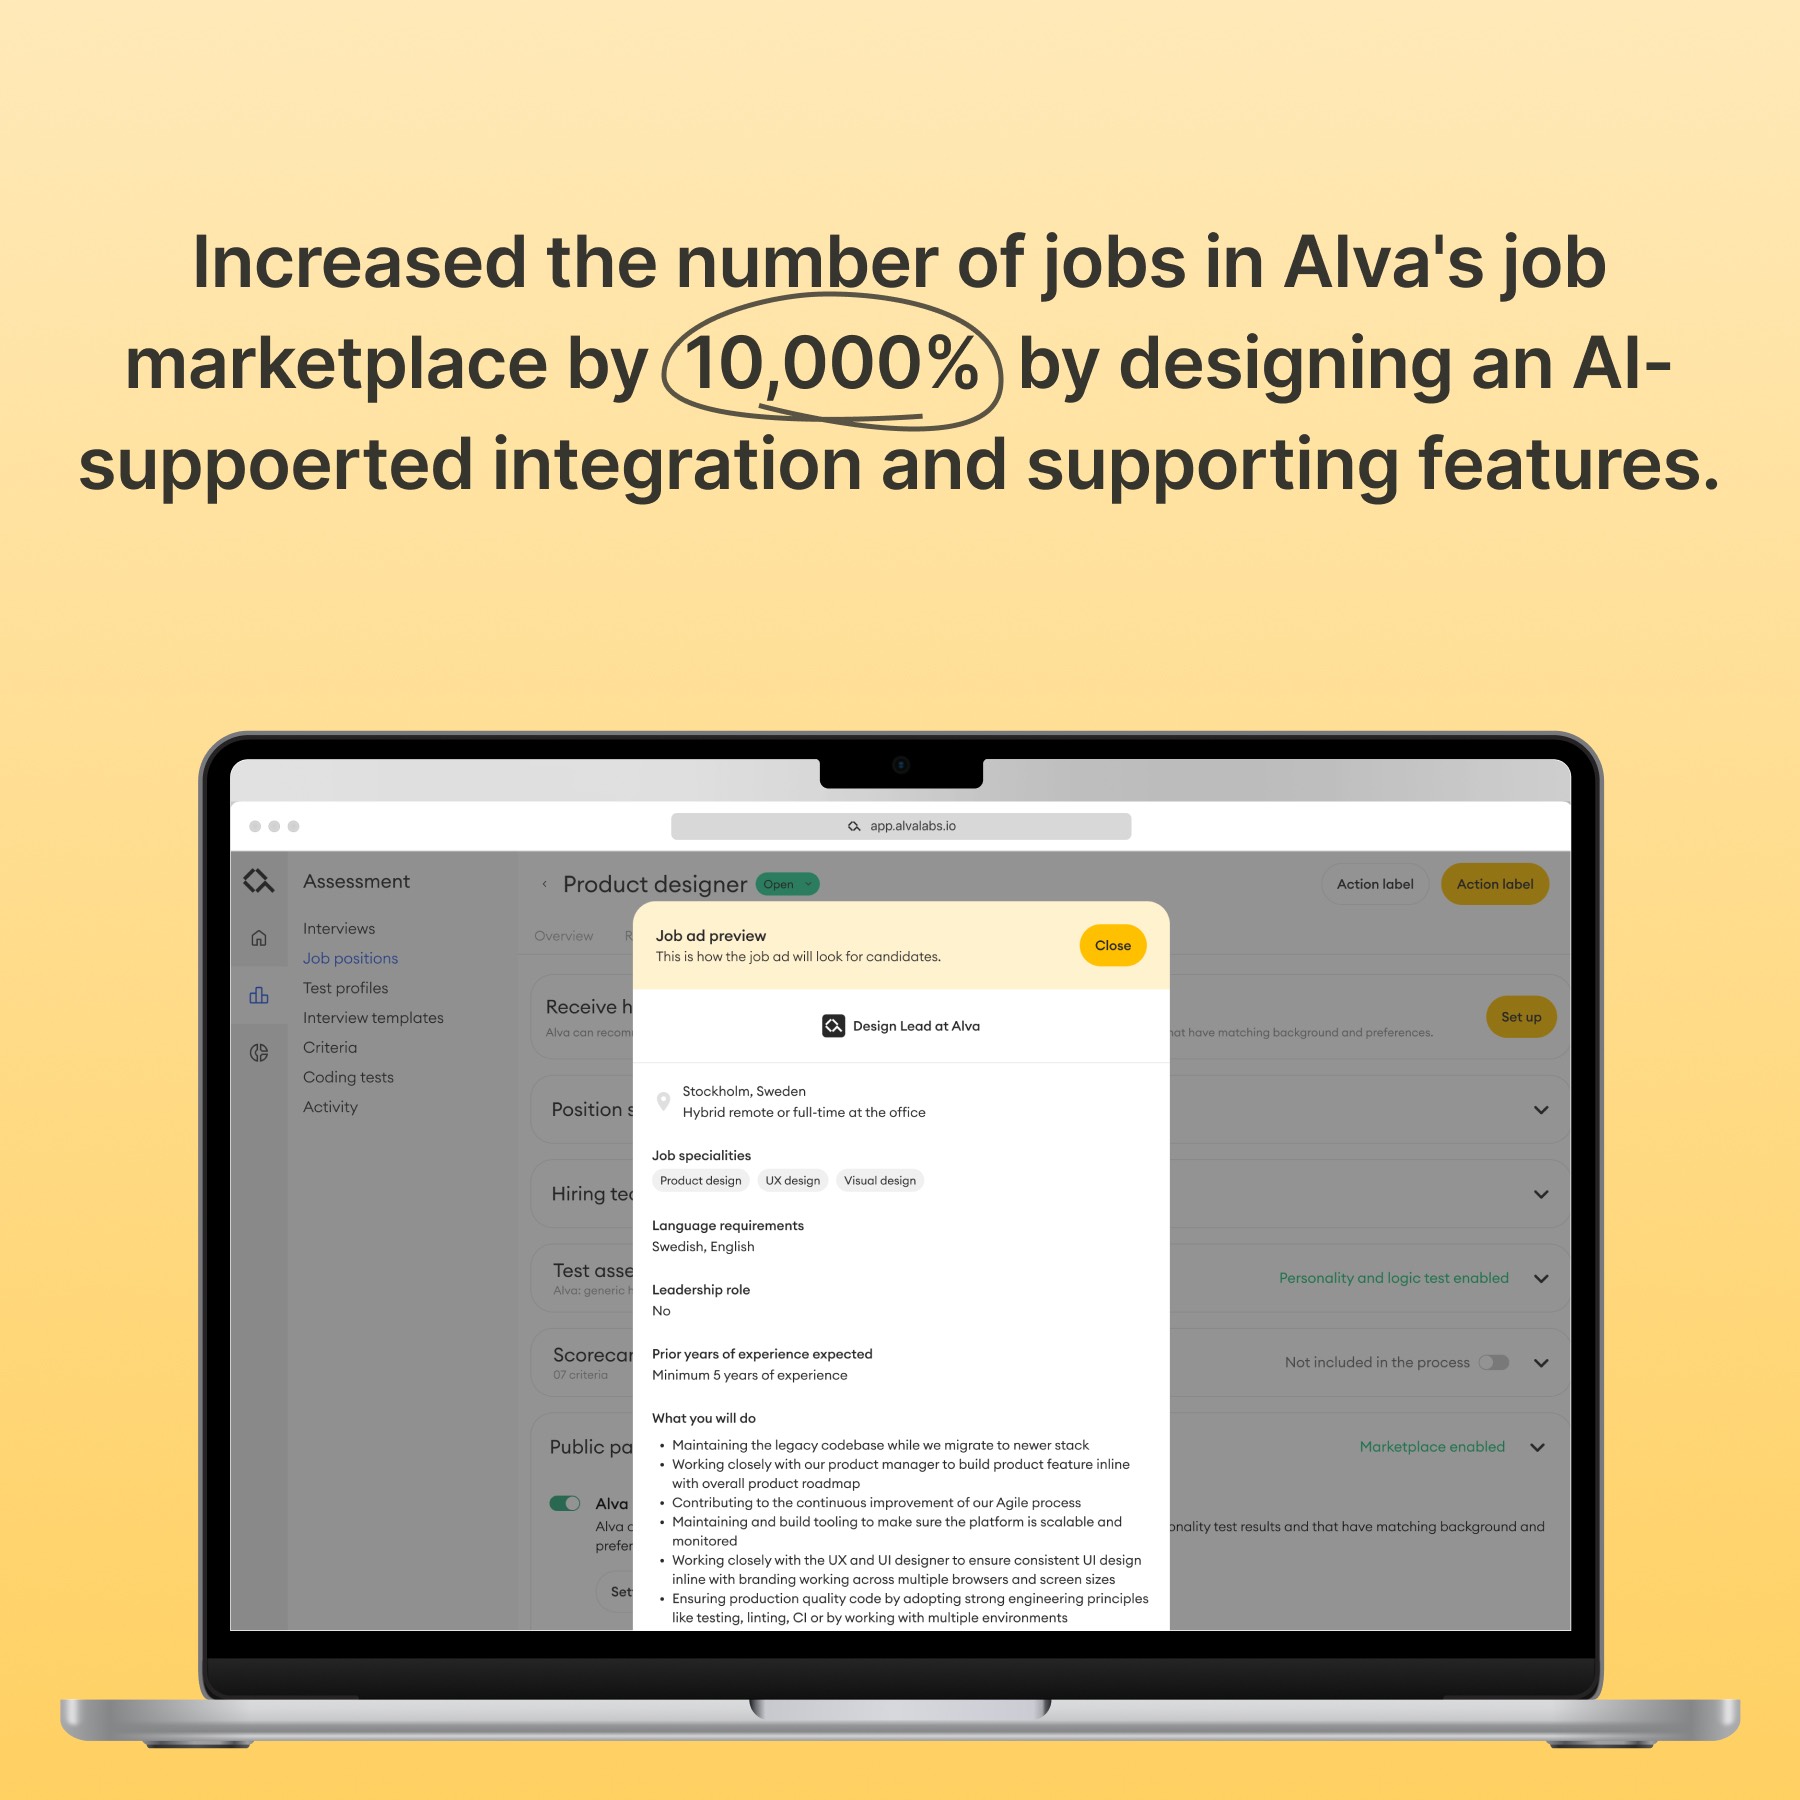 Increased the number of jobs in Alva's job
marketplace by 10,000% by designing an AI-
suppoerted integration and supporting features.
app.alvalabs.io
Assessment
Interviews
Job positions
Test profiles
Interview templates
Criteria
Coding tests
Activity
Product designer Open
Action label Action label
Overview
Job ad preview
This is how the job ad will look for candidates.
Close
Receive
Alva can
have matching background and preferences.
Set up
Design Lead at Alva
Stockholm, Sweden
Hybrid remote or full-time at the office
Position
Job specialities
Product design UX design Visual design
Hiring
Language requirements
Swedish, English
Test
Alva: generic
Personality and logic test enabled
Leadership role
No
07 criteria
Not included in the process
Prior years of experience expected
Minimum 5 years of experience
Public
Marketplace enabled
What you will do
• Maintaining the legacy codebase while we migrate to newer stack
• Working closely with our product manager to build product feature inline
with overall product roadmap
• Contributing to the continuous improvement of our Agile process
• Maintaining and build tooling to make sure the platform is scalable and
monitored
• Working closely with the UX and UI designer to ensure consistent UI design
inline with branding working across multiple browsers and screen sizes
• Ensuring production quality code by adopting strong engineering principles
like testing, linting, CI or by working with multiple environments
Alva
Alva
test results and that have matching background and